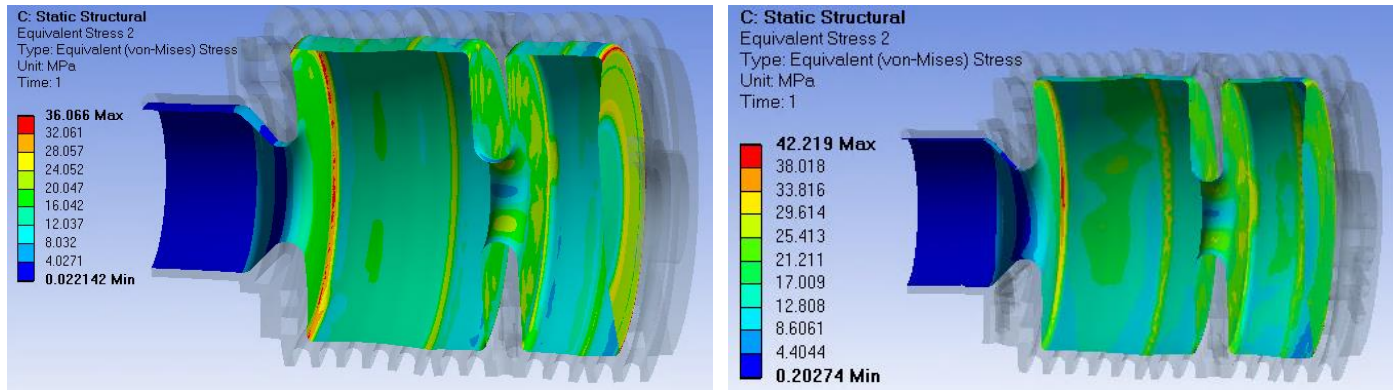 C: Static Structural
Equivalent Stress 2
Type: Equivalent (von-Mises) Stress
Unit: MPa
Time: 1
36.066 Max
32.061
28.057
24.052
20.047
16.042
12.037
8.032
4.0271
0.022142 Min
C: Static Structural
Equivalent Stress 2
Type: Equivalent (von-Mises) Stress
Unit: MPa
Time: 1
42.219 Max
38.018
33.816
29.614
25.413
21.211
17.009
12.808
8.6061
4.4044
0.20274 Min